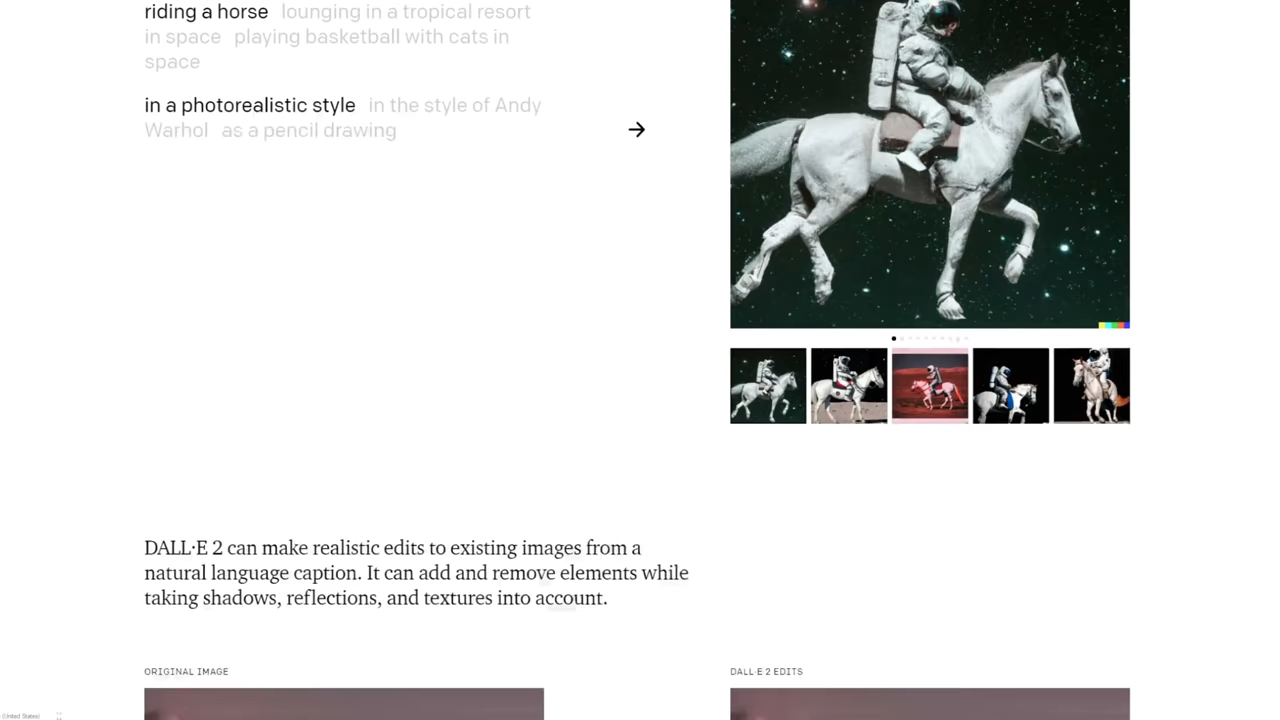 riding a horse lounging in a tropical resort
in space playing basketball with cats in
space
in a photorealistic style in the style of Andy
Warhol as a pencil drawing
DALL·E 2 can make realistic edits to existing images from a
natural language caption. It can add and remove elements while
taking shadows, reflections, and textures into account.
ORIGINAL IMAGE
DALL·E 2 EDITS
(United States)